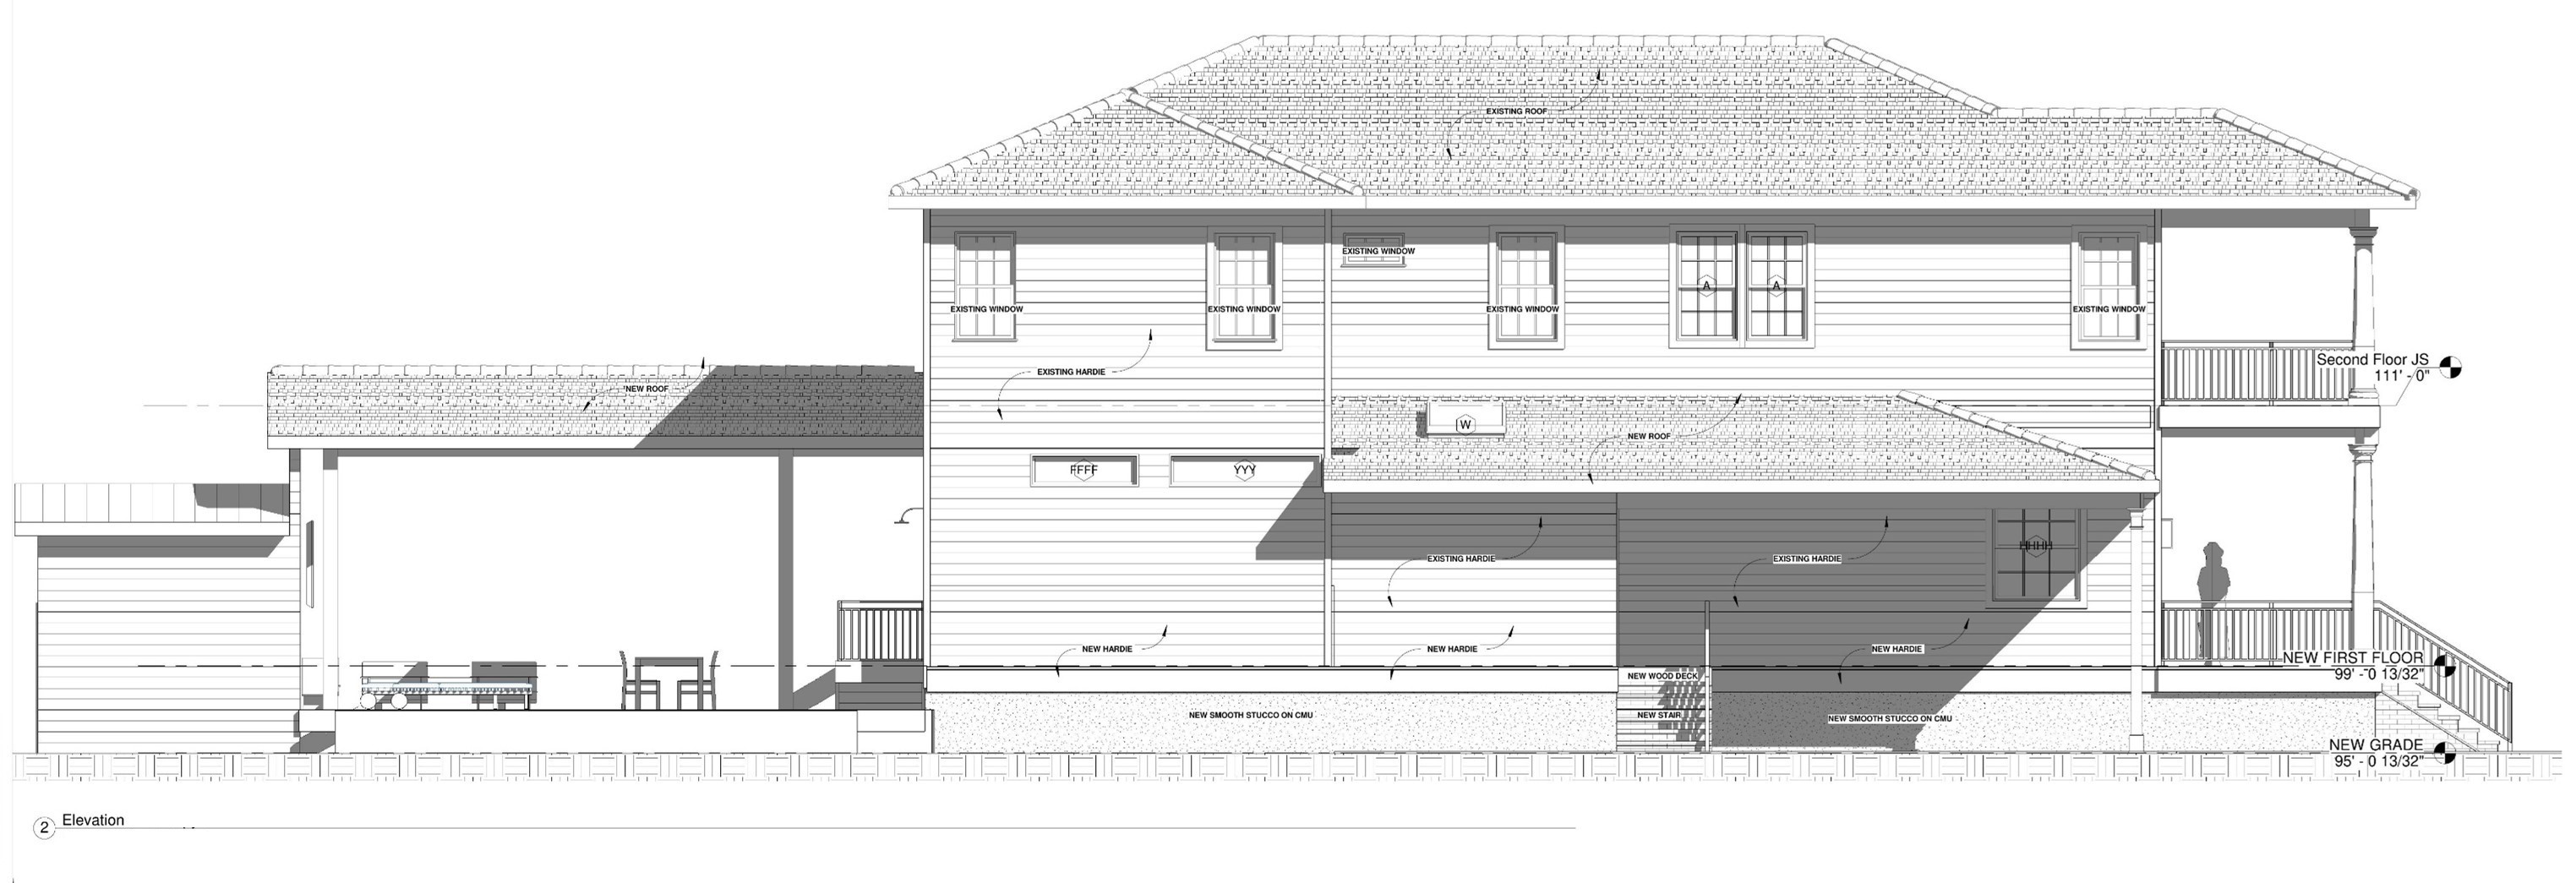 EXISTING ROOF
EXISTING WINDOW
EXISTING WINDOW
EXISTING WINDOW
EXISTING WINDOW
EXISTING WINDOW
A
A
Second Floor JS
111' - 0"
EXISTING HARDIE
NEW ROOF
W
NEW ROOF
FFFF
YYY
HHHH
EXISTING HARDIE
EXISTING HARDIE
NEW HARDIE
NEW HARDIE
NEW HARDIE
NEW FIRST FLOOR
99' - 0 13/32"
NEW WOOD DECK
NEW SMOOTH STUCCO ON CMU
NEW STAIR
NEW SMOOTH STUCCO ON CMU
NEW GRADE
95' - 0 13/32"
2
Elevation